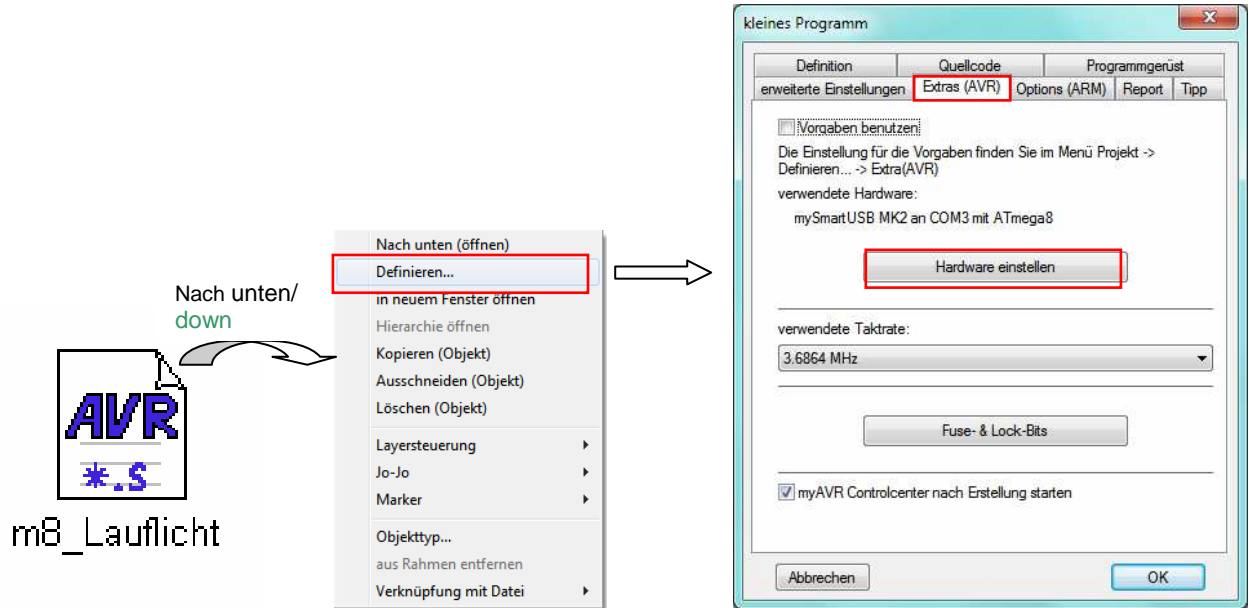 Nach unten/
down
AVR
*.S
m8_Lauflicht
Nach unten (öffnen)
Definieren...
in neuem Fenster öffnen
Hierarchie öffnen
Kopieren (Objekt)
Ausschneiden (Objekt)
Löschen (Objekt)
Layersteuerung
Jo-Jo
Marker
Objekttyp...
aus Rahmen entfernen
Verknüpfung mit Datei
kleines Programm
Definition Quellcode Programmgerüst
erweiterte Einstellungen Extras (AVR) Options (ARM) Report Tipp
Vorgaben benutzen
Die Einstellung für die Vorgaben finden Sie im Menü Projekt ->
Definieren... -> Extra(AVR)
verwendete Hardware:
mySmartUSB MK2 an COM3 mit ATmega8
Hardware einstellen
verwendete Taktrate:
3.6864 MHz
Fuse- & Lock-Bits
myAVR Controlcenter nach Erstellung starten
Abbrechen OK